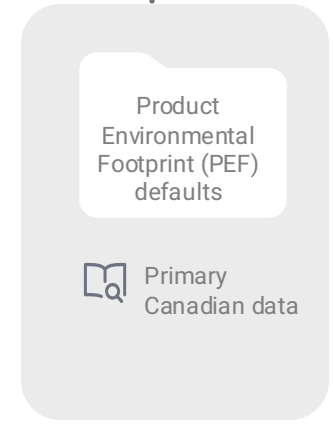 Product
Environmental
Footprint (PEF)
defaults
Primary
Canadian data